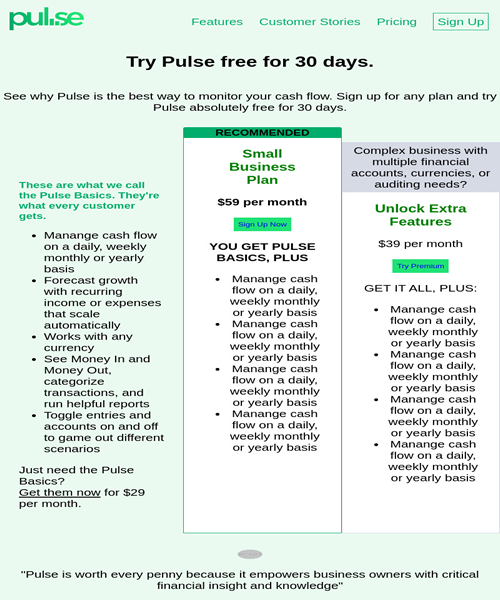 pulse
Features
Customer Stories
Pricing
Sign Up
Try Pulse free for 30 days.
See why Pulse is the best way to monitor your cash flow. Sign up for any plan and try
Pulse absolutely free for 30 days.
These are what we call
the Pulse Basics. They're
what every customer
gets.
Manange cash flow
on a daily, weekly
monthly or yearly
basis
Forecast growth
with recurring
income or expenses
that scale
automatically
Works with any
currency
See Money In and
Money Out,
categorize
transactions, and
run helpful reports
Toggle entries and
accounts on and off
to game out different
scenarios
Just need the Pulse
Basics?
Get them now for $29
per month.
RECOMMENDED
Small
Business
Plan
$59 per month
Sign Up Now
YOU GET PULSE
BASICS, PLUS
Manange cash
flow on a daily,
weekly monthly
or yearly basis
Manange cash
flow on a daily,
weekly monthly
or yearly basis
Manange cash
flow on a daily,
weekly monthly
or yearly basis
Manange cash
flow on a daily,
weekly monthly
or yearly basis
Complex business with
multiple financial
accounts, currencies, or
auditing needs?
Unlock Extra
Features
$39 per month
Try Premium
GET IT ALL, PLUS:
Manange cash
flow on a daily,
weekly monthly
or yearly basis
Manange cash
flow on a daily,
weekly monthly
or yearly basis
Manange cash
flow on a daily,
weekly monthly
or yearly basis
Manange cash
flow on a daily,
weekly monthly
or yearly basis
"Pulse is worth every penny because it empowers business owners with critical
financial insight and knowledge"